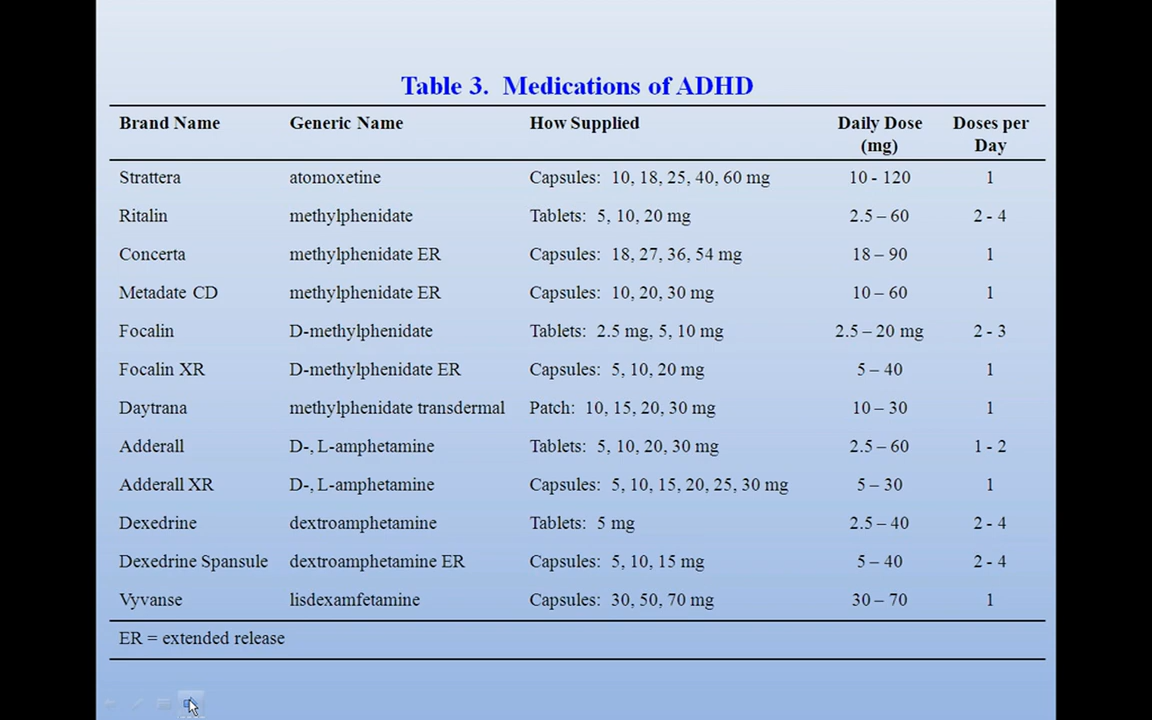 Table 3.  Medications of ADHD
Brand Name Generic Name How Supplied Daily Dose (mg) Doses per Day
Strattera atomoxetine Capsules:  10, 18, 25, 40, 60 mg 10 - 120 1
Ritalin methylphenidate Tablets:  5, 10, 20 mg 2.5 – 60 2 - 4
Concerta methylphenidate ER Capsules:  18, 27, 36, 54 mg 18 – 90 1
Metadate CD methylphenidate ER Capsules:  10, 20, 30 mg 10 – 60 1
Focalin D-methylphenidate Tablets:  2.5 mg, 5, 10 mg 2.5 – 20 mg 2 - 3
Focalin XR D-methylphenidate ER Capsules:  5, 10, 20 mg 5 – 40 1
Daytrana methylphenidate transdermal Patch:  10, 15, 20, 30 mg 10 – 30 1
Adderall D-, L-amphetamine Tablets:  5, 10, 20, 30 mg 2.5 – 60 1 - 2
Adderall XR D-, L-amphetamine Capsules:  5, 10, 15, 20, 25, 30 mg 5 – 30 1
Dexedrine dextroamphetamine Tablets:  5 mg 2.5 – 40 2 - 4
Dexedrine Spansule dextroamphetamine ER Capsules:  5, 10, 15 mg 5 – 40 2 - 4
Vyvanse lisdexamfetamine Capsules:  30, 50, 70 mg 30 – 70 1
ER = extended release